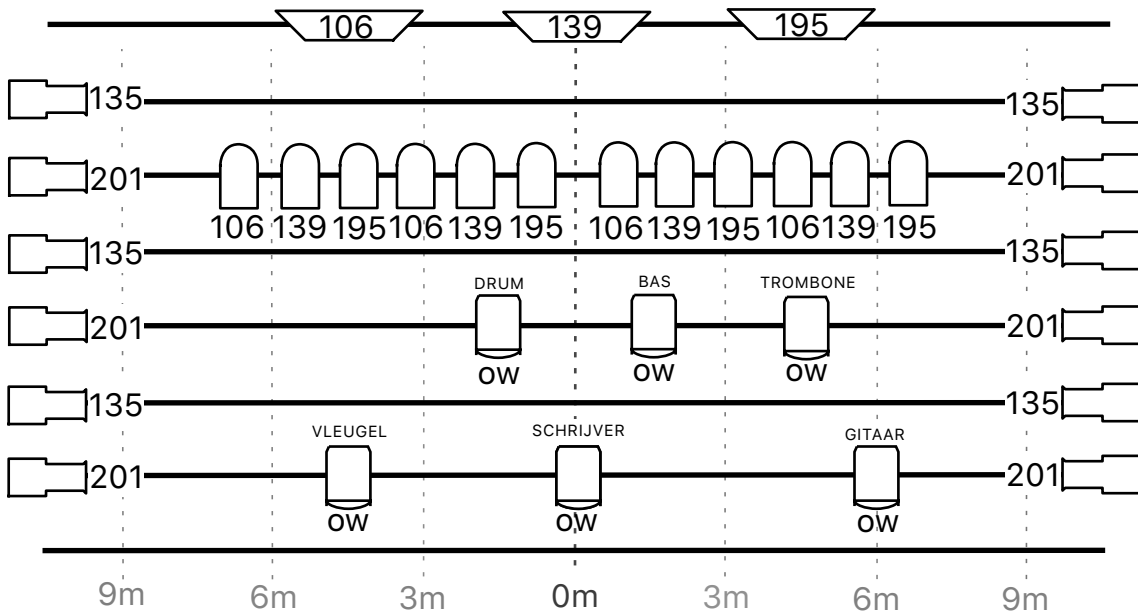 106 139 195
135 135
201 201
106 139 195 106 139 195 106 139 195 106 139 195
135 135
DRUM BAS TROMBONE
201 201
OW OW OW
135 135
VLEUGEL SCHRIJVER GITAAR
201 201
OW OW OW
9m 6m 3m 0m 3m 6m 9m